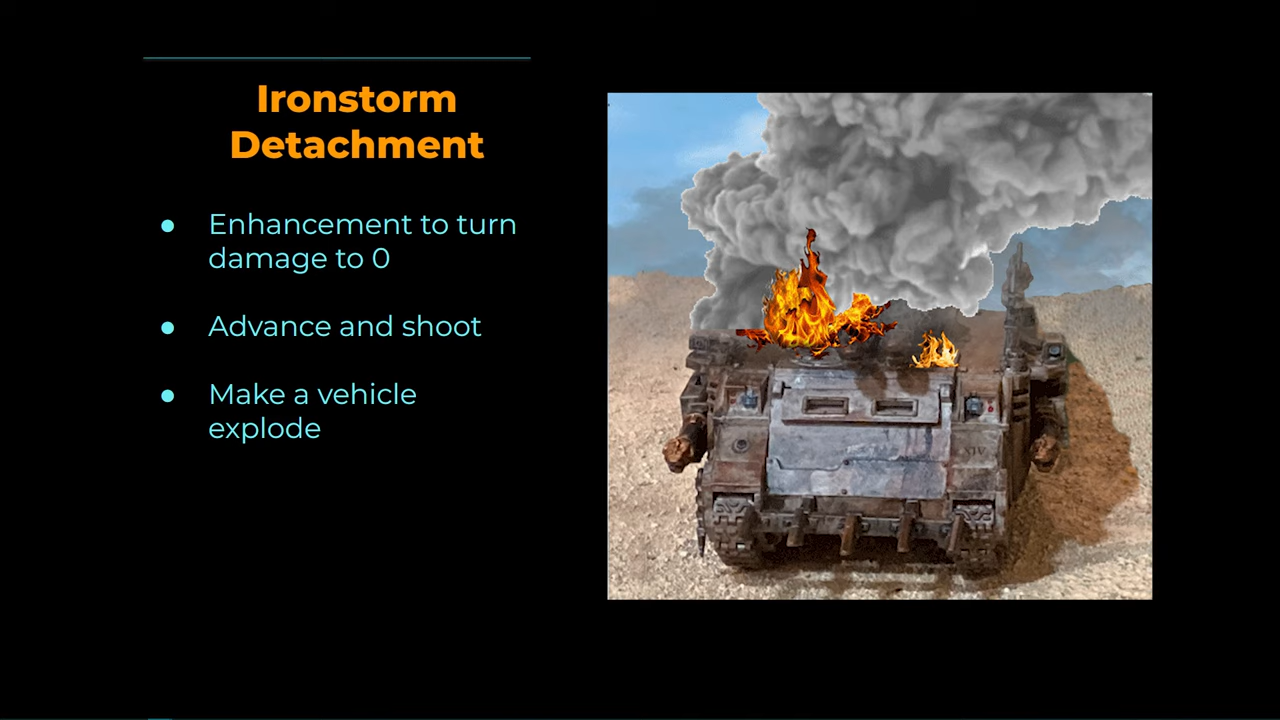 Ironstorm
Detachment
● Enhancement to turn
damage to 0
● Advance and shoot
● Make a vehicle
explode